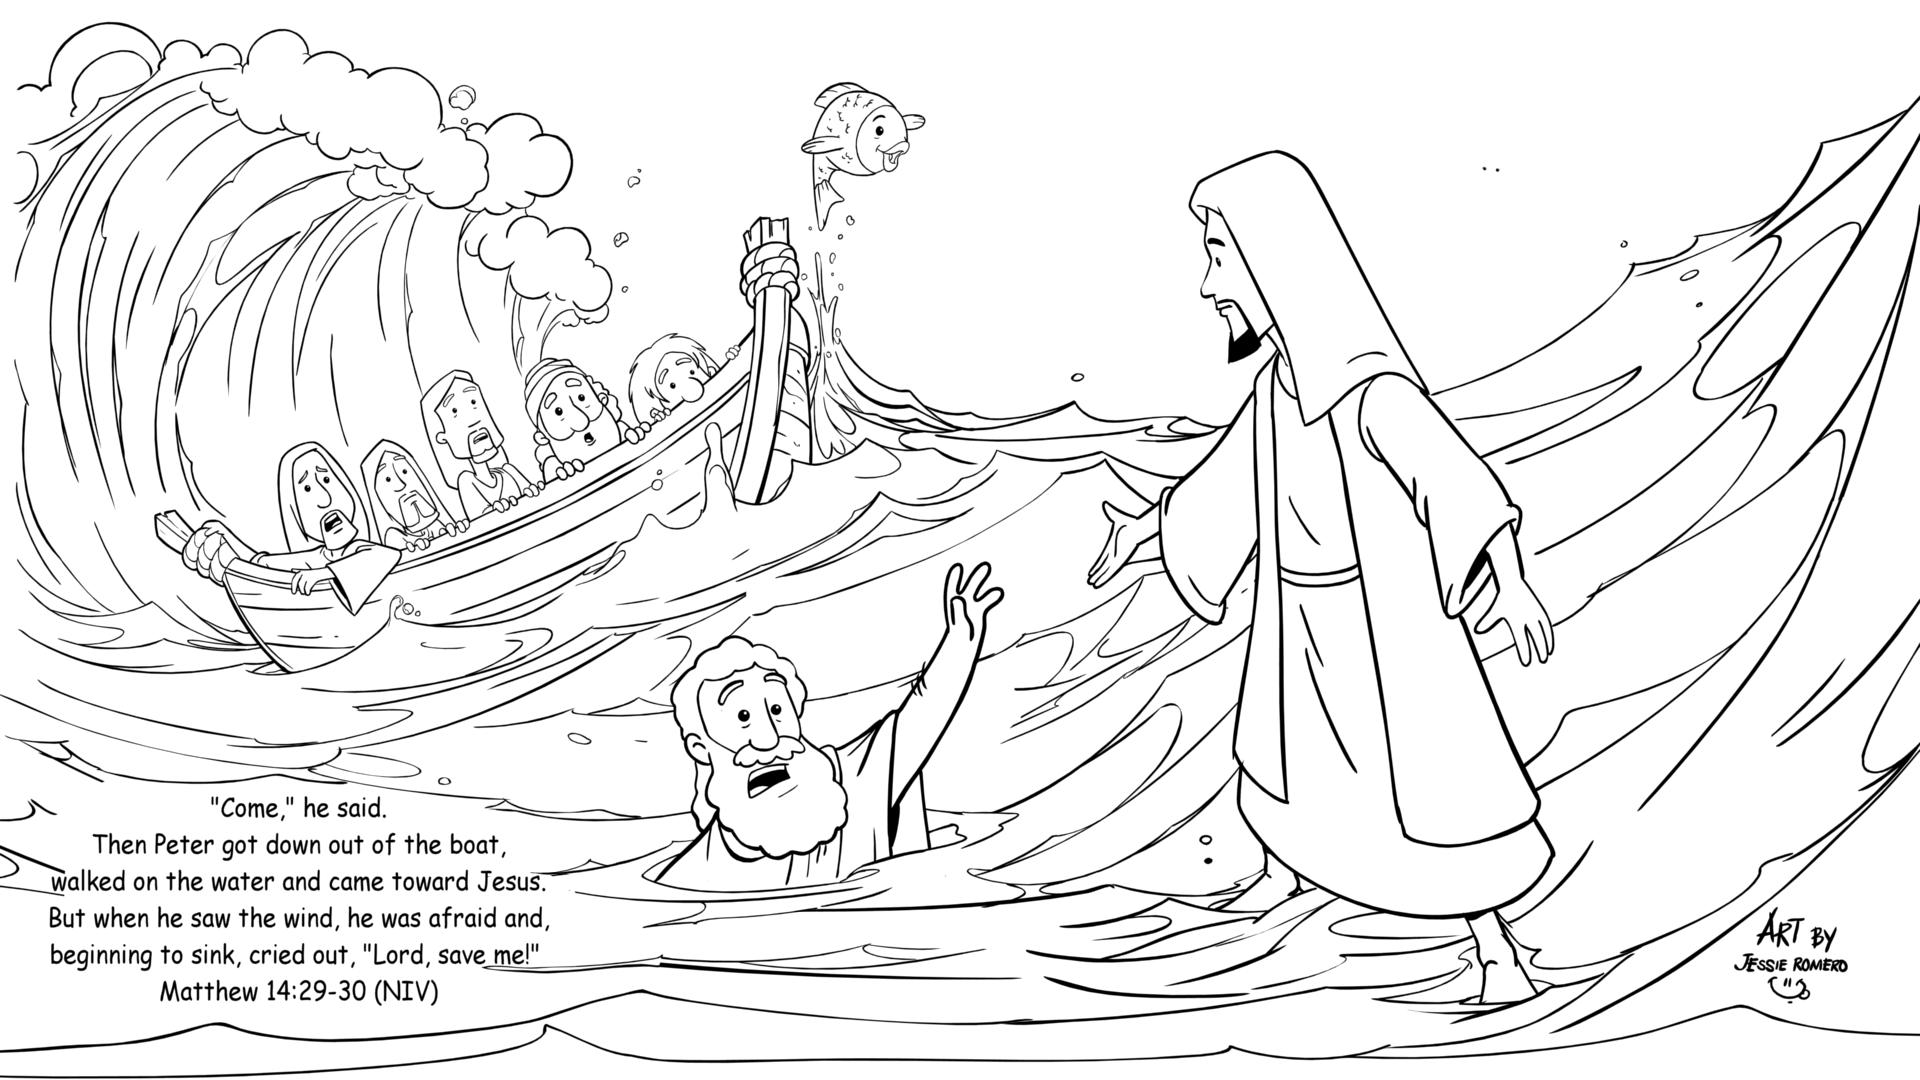 "Come," he said.
Then Peter got down out of the boat,
walked on the water and came toward Jesus.
But when he saw the wind, he was afraid and,
beginning to sink, cried out, "Lord, save me!"
Matthew 14:29-30 (NIV)
ART BY
JESSIE ROMERO